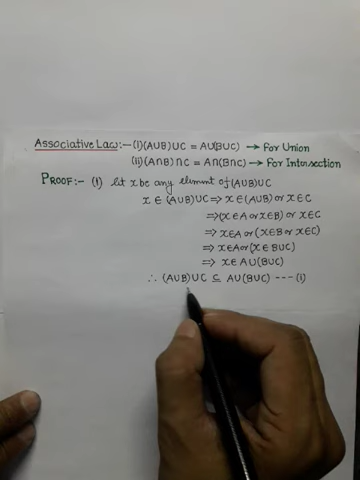 Associative Law:- (i) (A∪B)∪C = A∪(B∪C) → For Union
(ii) (A∩B)∩C = A∩(B∩C) → For Intersection
PROOF:- (i) let x be any element of (A∪B)∪C
x ∈ (A∪B)∪C ⇒ x ∈ (A∪B) or x ∈ C
⇒ (x ∈ A or x ∈ B) or x ∈ C
⇒ x ∈ A or (x ∈ B or x ∈ C)
⇒ x ∈ A or (x ∈ B∪C)
⇒ x ∈ A∪(B∪C)
∴ (A∪B)∪C ⊆ A∪(B∪C) ---(i)